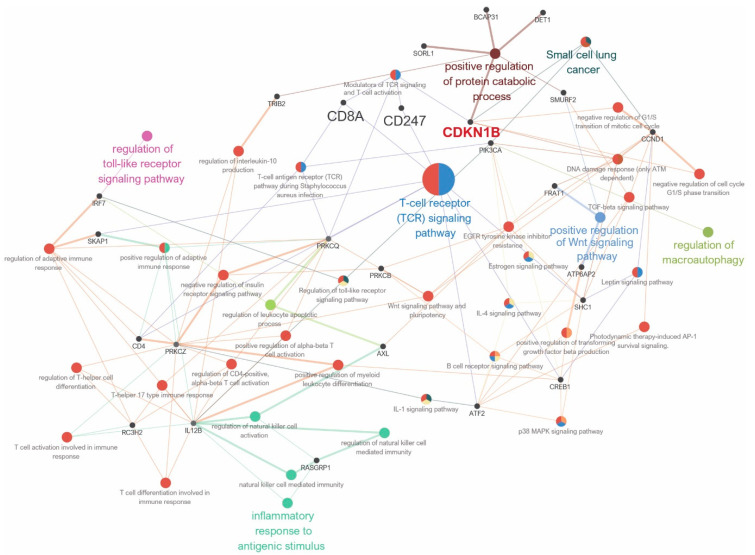 BCAP31
DET1
SORL1
Small cell lung
cancer
positive regulation
of protein catabolic
process
Modulators of TCR signaling
and T-cell activation
TRIB2
SMURF2
CD8A
CD247
CDKN1B
negative regulation of G1/S
transition of mitotic cell cycle
CCND1
PIK3CA
regulation of
toll-like receptor
signaling pathway
regulation of interleukin-10
production
T-cell antigen receptor (TCR)
pathway during Staphylococcus
aureus infection
DNA damage response (only ATM
dependent)
negative regulation of cell cycle
G1/S phase transition
FRAT1
TGF-beta signaling pathway
IRF7
T-cell receptor
(TCR) signaling
pathway
positive regulation
of Wnt signaling
pathway
regulation of
macroautophagy
SKAP1
PRKCQ
EGFR tyrosine kinase inhibitor
resistance
regulation of adaptive immune
response
positive regulation of adaptive
immune response
Estrogen signaling pathway
ATP6AP2
PRKCB
negative regulation of insulin
receptor signaling pathway
Regulation of toll-like receptor
signaling pathway
Leptin signaling pathway
SHC1
Wnt signaling pathway and
pluripotency
IL-4 signaling pathway
regulation of leukocyte apoptotic
process
CD4
PRKCZ
positive regulation of alpha-beta T
cell activation
AXL
positive regulation of transforming
growth factor beta production
Photodynamic therapy-induced AP-1
survival signaling.
B cell receptor signaling pathway
regulation of T-helper cell
differentiation
regulation of CD4-positive,
alpha-beta T cell activation
positive regulation of myeloid
leukocyte differentiation
CREB1
T-helper 17 type immune response
IL-1 signaling pathway
ATF2
RC3H2
IL12B
regulation of natural killer cell
activation
p38 MAPK signaling pathway
T cell activation involved in immune
response
regulation of natural killer cell
mediated immunity
RASGRP1
natural killer cell mediated immunity
T cell differentiation involved in
immune response
inflammatory
response to
antigenic stimulus